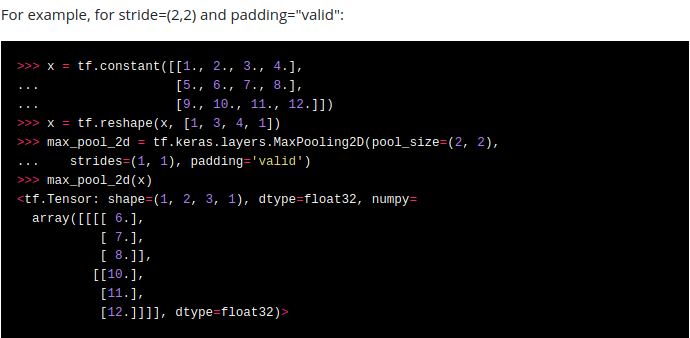 For example, for stride=(2,2) and padding="valid":
>>> x = tf.constant([[1., 2., 3., 4.],
...                  [5., 6., 7., 8.],
...                  [9., 10., 11., 12.]])
>>> x = tf.reshape(x, [1, 3, 4, 1])
>>> max_pool_2d = tf.keras.layers.MaxPooling2D(pool_size=(2, 2),
...    strides=(1, 1), padding='valid')
>>> max_pool_2d(x)
<tf.Tensor: shape=(1, 2, 3, 1), dtype=float32, numpy=
  array([[[[ 6.],
           [ 7.],
           [ 8.]],
          [[10.],
           [11.],
           [12.]]]], dtype=float32)>